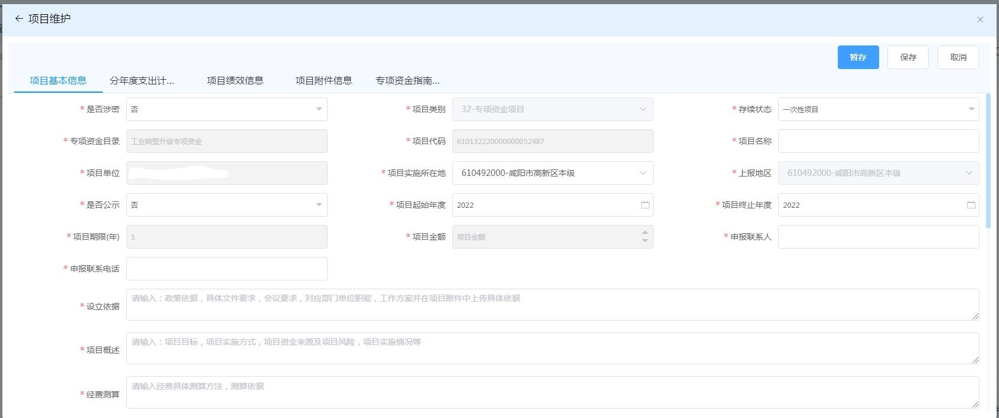 项目维护
暂存 保存 取消
项目基本信息 分年度支出计... 项目绩效信息 项目附件信息 专项资金指南...
* 是否涉密 否 * 项目类别 32-专项资金项目 * 存续状态 一次性项目
* 专项资金目录 工业转型升级专项资金 * 项目代码 610132220000000052487 * 项目名称
* 项目单位 * 项目实施所在地 610492000-咸阳市高新区本级 * 上报地区 610492000-咸阳市高新区本级
* 是否公示 否 * 项目起始年度 2022 * 项目终止年度 2022
* 项目期限(年) 1 * 项目金额 项目金额 * 申报联系人
* 申报联系电话
* 设立依据 请输入：政策依据，具体文件要求，会议要求，对应部门单位职能，工作方案并在项目附件中上传具体依据
* 项目概述 请输入：项目目标，项目实施方式，项目资金来源及项目风险，项目实施情况等
* 经费测算 请输入经费具体测算方法，测算依据